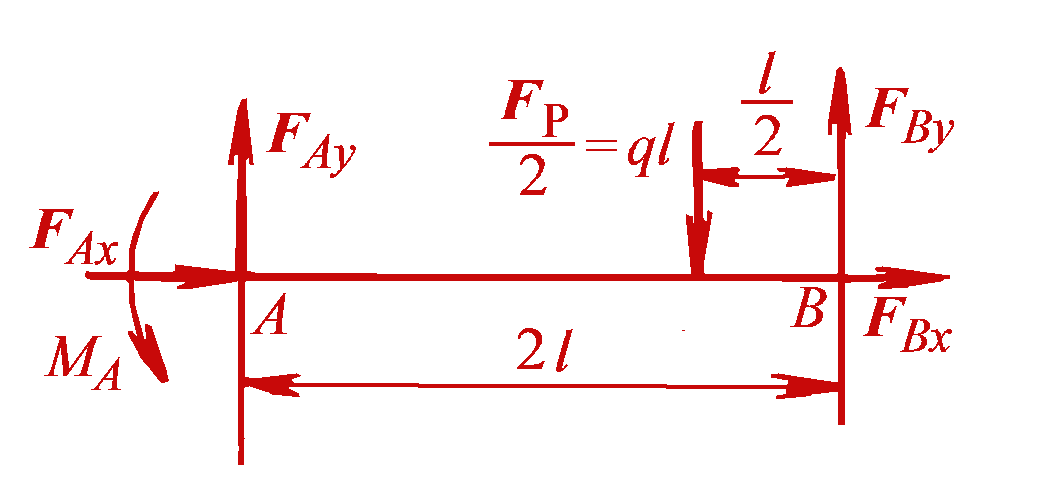 F_Ay
F_P/2 = ql
l/2
F_By
F_Ax
A
B
F_Bx
M_A
2l